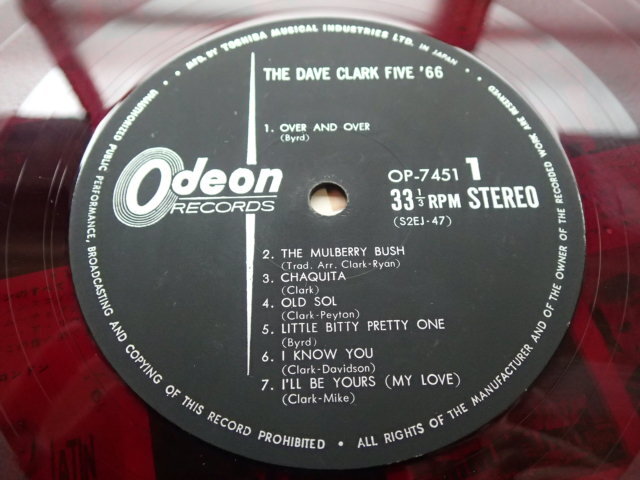 MFD. BY TOSHIBA MUSICAL INDUSTRIES LTD. IN JAPAN
THE DAVE CLARK FIVE '66
1. OVER AND OVER
(Byrd)
Odeon
RECORDS
OP-7451 1
33 1/3 RPM STEREO
(S2EJ-47)
2. THE MULBERRY BUSH
(Trad. Arr. Clark-Ryan)
3. CHAQUITA
(Clark)
4. OLD SOL
(Clark-Peyton)
5. LITTLE BITTY PRETTY ONE
(Byrd)
6. I KNOW YOU
(Clark-Davidson)
7. I'LL BE YOURS (MY LOVE)
(Clark-Mike)
UNAUTHORIZED PUBLIC PERFORMANCE, BROADCASTING AND COPYING OF THIS RECORD PROHIBITED • ALL RIGHTS OF THE MANUFACTURER AND OF THE OWNER OF THE RECORDED WORK ARE RESERVED
LATIN